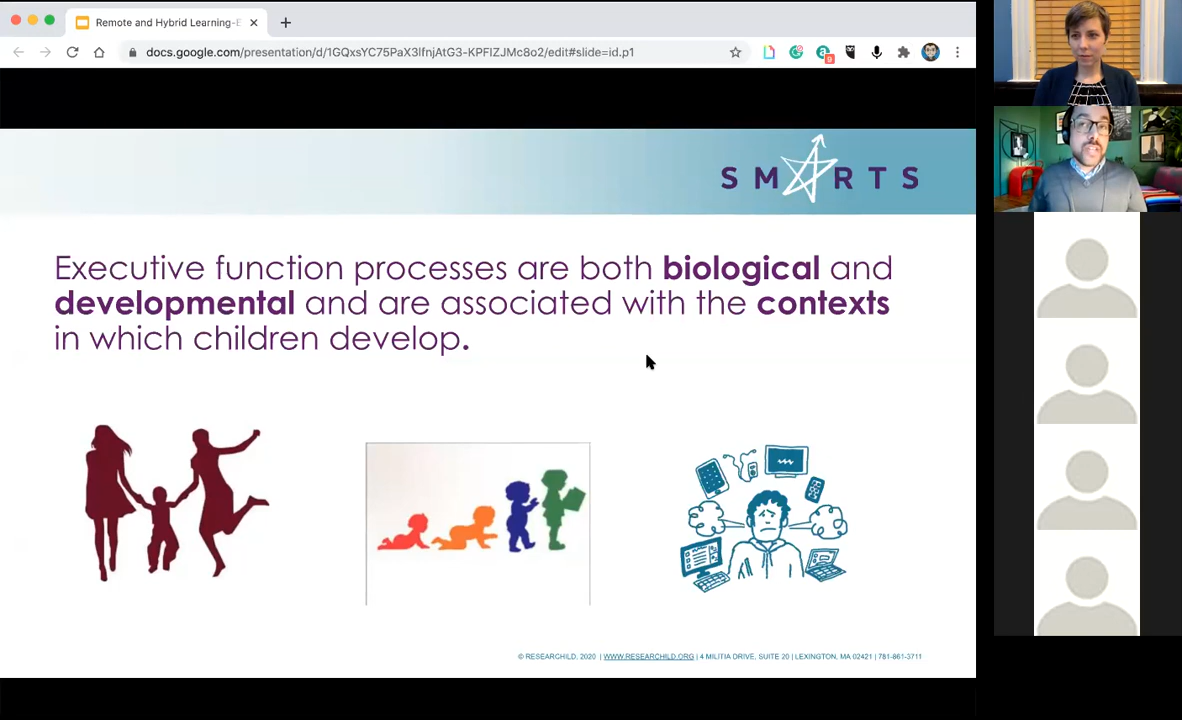 Remote and Hybrid Learning-E
docs.google.com/presentation/d/1GQxsYC75PaX3lfnjAtG3-KPFIZJMc8o2/edit#slide=id.p1
SMARTS
Executive function processes are both biological and
developmental and are associated with the contexts
in which children develop.
© RESEARCHILD, 2020 | WWW.RESEARCHILD.ORG | 4 MILITIA DRIVE, SUITE 20 | LEXINGTON, MA 02421 | 781-861-3711